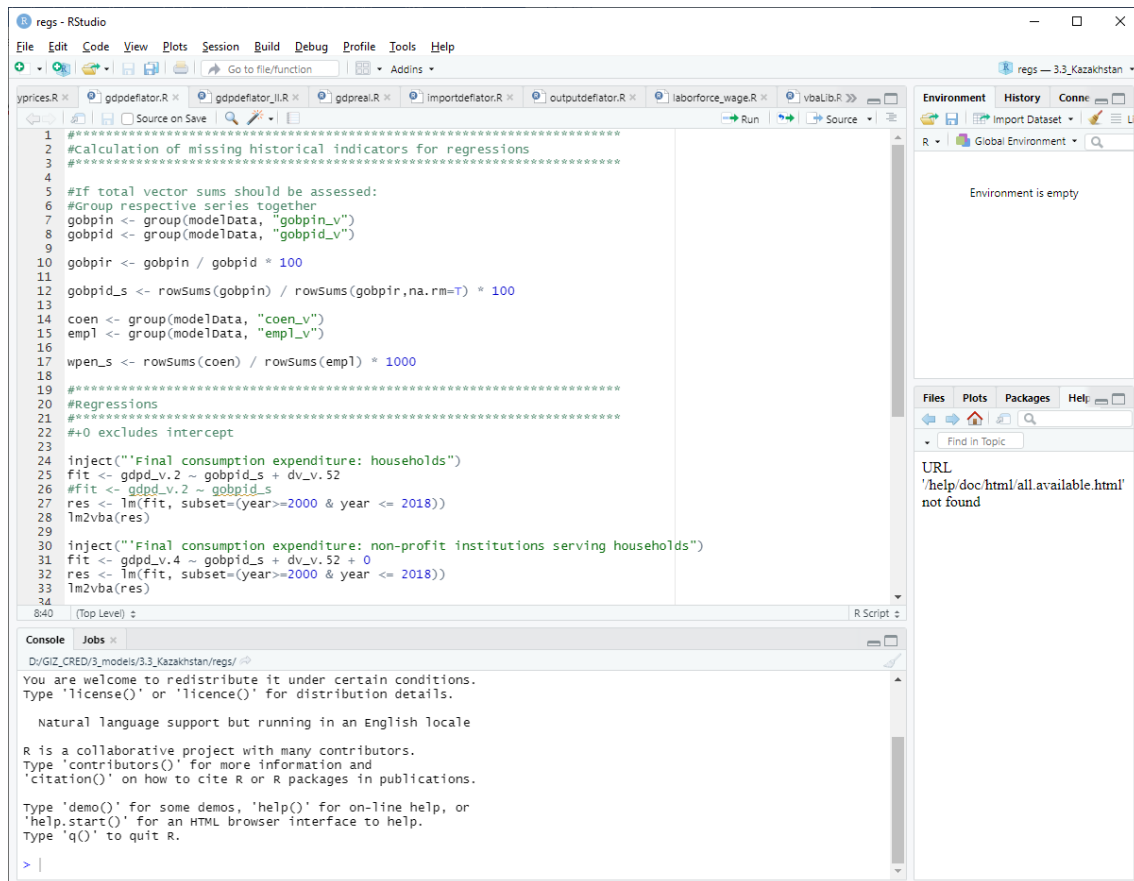 regs - RStudio
File Edit Code View Plots Session Build Debug Profile Tools Help
Go to file/function
Addins
regs — 3.3_Kazakhstan
yprices.R
gdpdeflator.R
gdpdeflator_II.R
gdpreal.R
importdeflator.R
outputdeflator.R
laborforce_wage.R
vbaLib.R
Source on Save
Run
Source
1 #************************************************************************
2 #Calculation of missing historical indicators for regressions
3 #************************************************************************
4
5 #If total vector sums should be assessed:
6 #Group respective series together
7 gobpin <- group(modelData, "gobpin_v")
8 gobpid <- group(modelData, "gobpid_v")
9
10 gobpir <- gobpin / gobpid * 100
11
12 gobpid_s <- rowSums(gobpin) / rowSums(gobpir,na.rm=T) * 100
13
14 coen <- group(modelData, "coen_v")
15 empl <- group(modelData, "empl_v")
16
17 wpen_s <- rowSums(coen) / rowSums(empl) * 1000
18
19 #************************************************************************
20 #Regressions
21 #************************************************************************
22 #+0 excludes intercept
23
24 inject("'Final consumption expenditure: households")
25 fit <- gdpd_v.2 ~ gobpid_s + dv_v.52
26 #fit <- gdpd_v.2 ~ gobpid_s
27 res <- lm(fit, subset=(year>=2000 & year <= 2018))
28 lm2vba(res)
29
30 inject("'Final consumption expenditure: non-profit institutions serving households")
31 fit <- gdpd_v.4 ~ gobpid_s + dv_v.52 + 0
32 res <- lm(fit, subset=(year>=2000 & year <= 2018))
33 lm2vba(res)
34
8:40 (Top Level) R Script
Console Jobs
D:/GIZ_CRED/3_models/3.3_Kazakhstan/regs/
You are welcome to redistribute it under certain conditions.
Type 'license()' or 'licence()' for distribution details.
Natural language support but running in an English locale
R is a collaborative project with many contributors.
Type 'contributors()' for more information and
'citation()' on how to cite R or R packages in publications.
Type 'demo()' for some demos, 'help()' for on-line help, or
'help.start()' for an HTML browser interface to help.
Type 'q()' to quit R.
>
Environment History Conne
Import Dataset Li
R Global Environment
Environment is empty
Files Plots Packages Help
Find in Topic
URL
'/help/doc/html/all.available.html'
not found